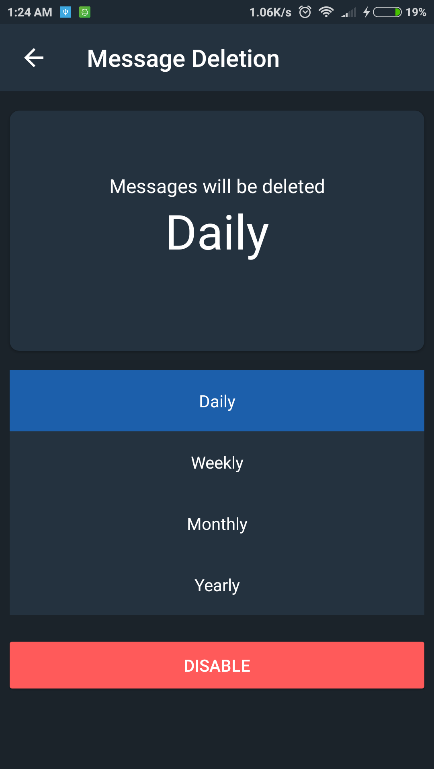 1:24 AM 1.06K/s 19%
Message Deletion
Messages will be deleted
Daily
Daily
Weekly
Monthly
Yearly
DISABLE